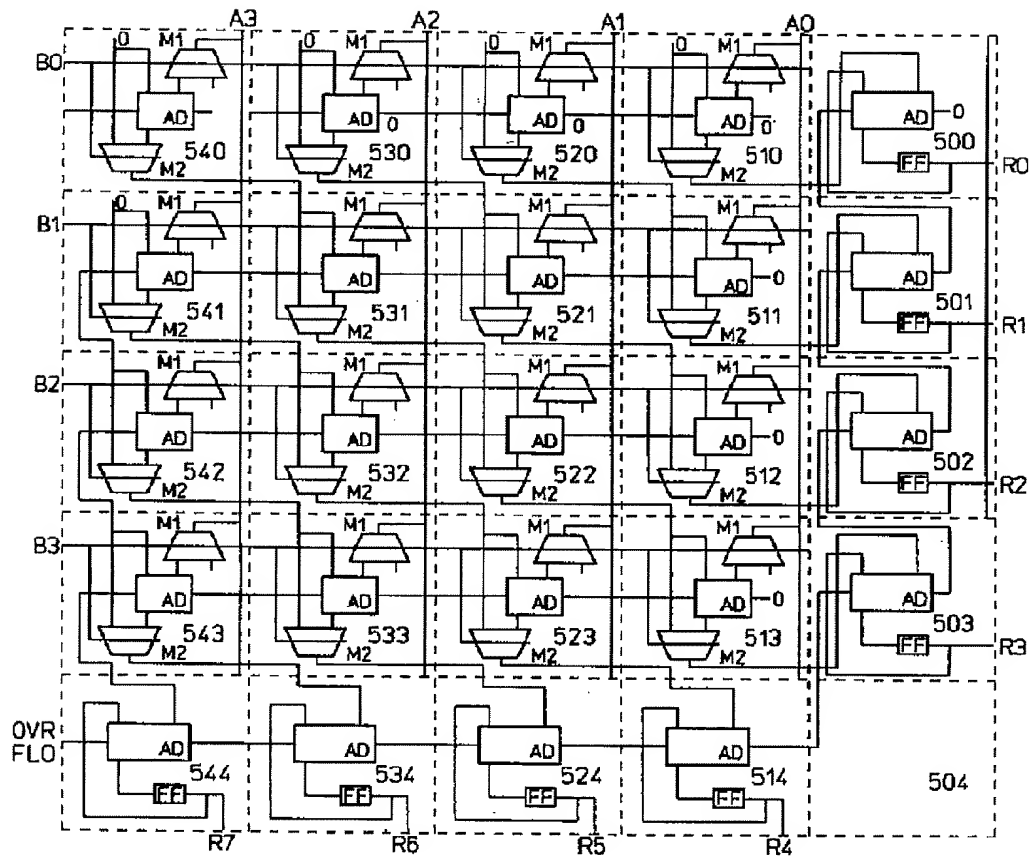 A3 A2 A1 A0
0 M1 0 M1 0 M1 0 M1
B0
AD AD 0 AD 0 AD 0 AD 0
540 530 520 510 500
M2 M2 M2 M2 FF R0
0 M1 M1 M1 M1
B1
AD AD AD AD 0 AD
541 531 521 511 501
M2 M2 M2 M2 FF R1
M1 M1 M1 M1
B2
AD AD AD AD 0 AD
542 532 522 512 502
M2 M2 M2 M2 FF R2
M1 M1 M1 M1
B3
AD AD AD AD 0 AD
543 533 523 513 503
M2 M2 M2 M2 FF R3
OVR
FLO
AD AD AD AD
544 534 524 514 504
FF FF FF FF
R7 R6 R5 R4